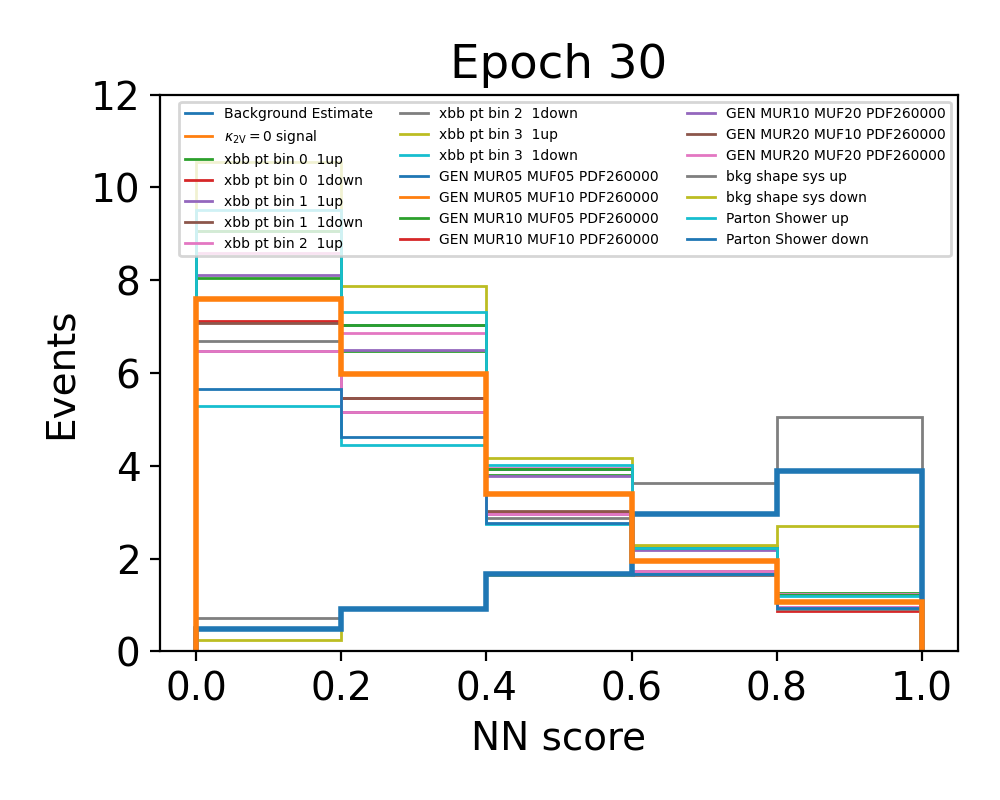 Epoch 30
12
10
8
6
4
2
0
Events
Background Estimate
κ2V = 0 signal
xbb pt bin 0 1up
xbb pt bin 0 1down
xbb pt bin 1 1up
xbb pt bin 1 1down
xbb pt bin 2 1up
xbb pt bin 2 1down
xbb pt bin 3 1up
xbb pt bin 3 1down
GEN MUR05 MUF05 PDF260000
GEN MUR05 MUF10 PDF260000
GEN MUR10 MUF05 PDF260000
GEN MUR10 MUF10 PDF260000
GEN MUR10 MUF20 PDF260000
GEN MUR20 MUF10 PDF260000
GEN MUR20 MUF20 PDF260000
bkg shape sys up
bkg shape sys down
Parton Shower up
Parton Shower down
0.0 0.2 0.4 0.6 0.8 1.0
NN score